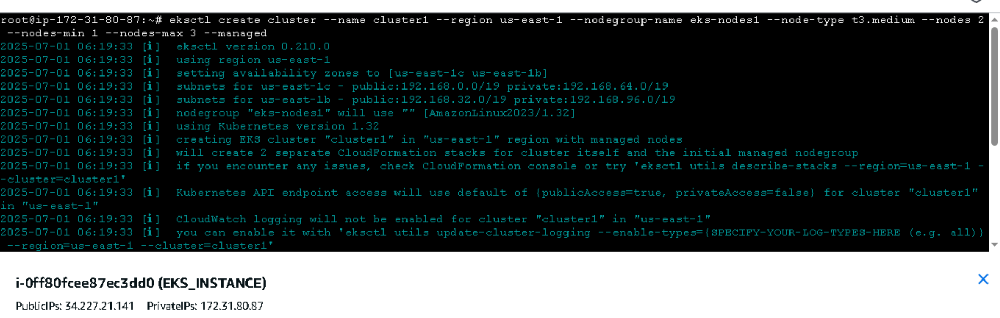 root@ip-172-31-80-87:~# eksctl create cluster --name cluster1 --region us-east-1 --nodegroup-name eks-nodes1 --node-type t3.medium --nodes 2
--nodes-min 1 --nodes-max 3 --managed
2025-07-01 06:19:33 [ℹ]  eksctl version 0.210.0
2025-07-01 06:19:33 [ℹ]  using region us-east-1
2025-07-01 06:19:33 [ℹ]  setting availability zones to [us-east-1c us-east-1b]
2025-07-01 06:19:33 [ℹ]  subnets for us-east-1c - public:192.168.0.0/19 private:192.168.64.0/19
2025-07-01 06:19:33 [ℹ]  subnets for us-east-1b - public:192.168.32.0/19 private:192.168.96.0/19
2025-07-01 06:19:33 [ℹ]  nodegroup "eks-nodes1" will use "" [AmazonLinux2023/1.32]
2025-07-01 06:19:33 [ℹ]  using Kubernetes version 1.32
2025-07-01 06:19:33 [ℹ]  creating EKS cluster "cluster1" in "us-east-1" region with managed nodes
2025-07-01 06:19:33 [ℹ]  will create 2 separate CloudFormation stacks for cluster itself and the initial managed nodegroup
2025-07-01 06:19:33 [ℹ]  if you encounter any issues, check CloudFormation console or try 'eksctl utils describe-stacks --region=us-east-1 -
-cluster=cluster1'
2025-07-01 06:19:33 [ℹ]  Kubernetes API endpoint access will use default of {publicAccess=true, privateAccess=false} for cluster "cluster1"
in "us-east-1"
2025-07-01 06:19:33 [ℹ]  CloudWatch logging will not be enabled for cluster "cluster1" in "us-east-1"
2025-07-01 06:19:33 [ℹ]  you can enable it with 'eksctl utils update-cluster-logging --enable-types={SPECIFY-YOUR-LOG-TYPES-HERE (e.g. all)}
--region=us-east-1 --cluster=cluster1'
i-0ff80fcee87ec3dd0 (EKS_INSTANCE)
PublicIPs: 34.227.21.141    PrivateIPs: 172.31.80.87